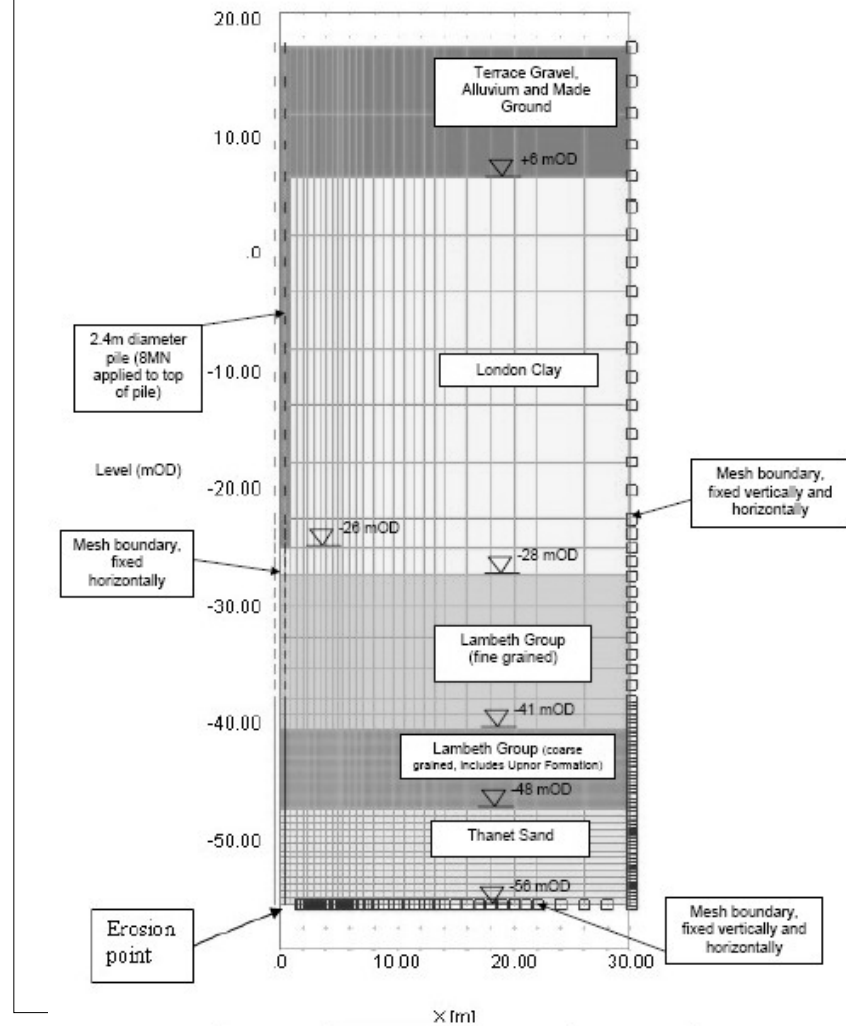 20.00
Terrace Gravel,
Alluvium and Made
Ground
10.00
+6 mOD
.0
2.4m diameter
pile (8MN
applied to top
of pile)
-10.00
London Clay
Level (mOD)
-20.00
Mesh boundary,
fixed vertically and
horizontally
-26 mOD
Mesh boundary,
fixed
horizontally
-28 mOD
-30.00
Lambeth Group
(fine grained)
-40.00
-41 mOD
Lambeth Group (coarse
grained, includes Upnor Formation)
-48 mOD
-50.00
Thanet Sand
-56 mOD
Erosion
point
Mesh boundary,
fixed vertically and
horizontally
.0
10.00
20.00
30.00
X [m]